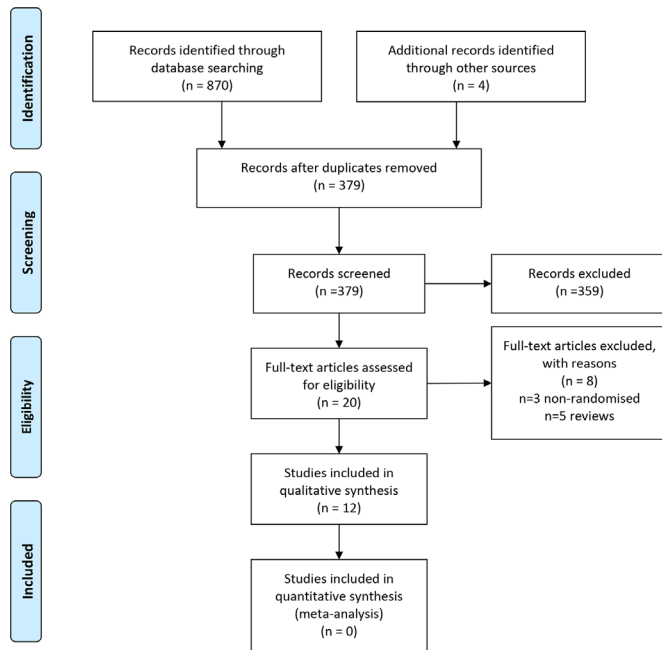 Identification
Records identified through
database searching
(n = 870)
Additional records identified
through other sources
(n = 4)
Records after duplicates removed
(n = 379)
Screening
Records screened
(n =379)
Records excluded
(n =359)
Eligibility
Full-text articles assessed
for eligibility
(n = 20)
Full-text articles excluded,
with reasons
(n = 8)
n=3 non-randomised
n=5 reviews
Studies included in
qualitative synthesis
(n = 12)
Included
Studies included in
quantitative synthesis
(meta-analysis)
(n = 0)